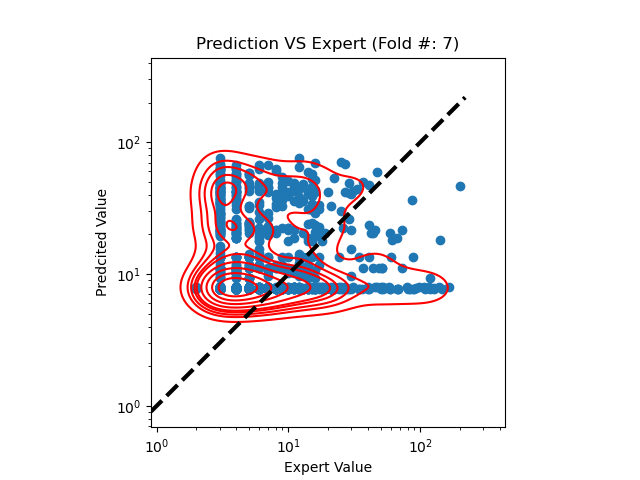 Prediction VS Expert (Fold #: 7)
10²
10¹
10⁰
Predcited Value
10⁰ 10¹ 10²
Expert Value